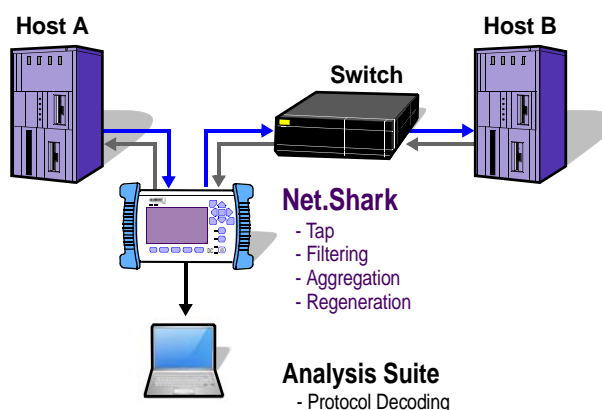 Host A
Host B
Switch
Net.Shark
- Tap
- Filtering
- Aggregation
- Regeneration
Analysis Suite
- Protocol Decoding